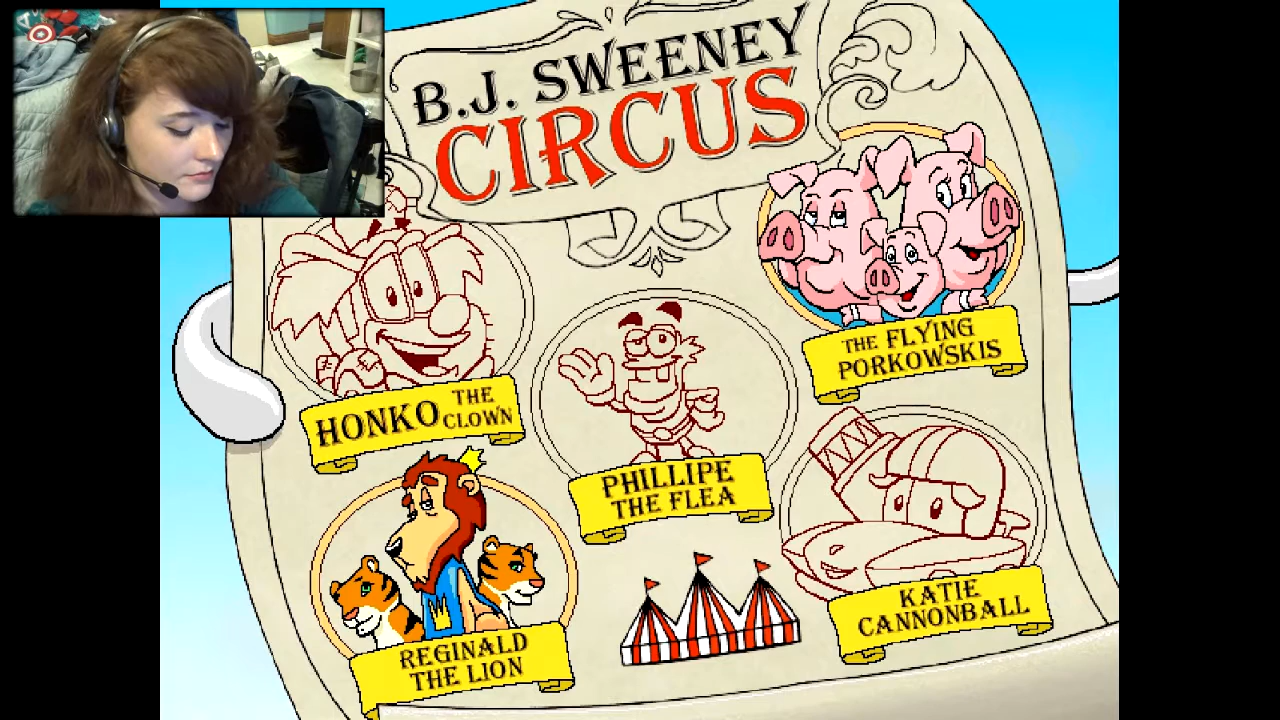 B.J. SWEENEY
CIRCUS
HONKO THE CLOWN
PHILLIPE
THE FLEA
THE FLYING
PORKOWSKIS
REGINALD
THE LION
KATIE
CANNONBALL